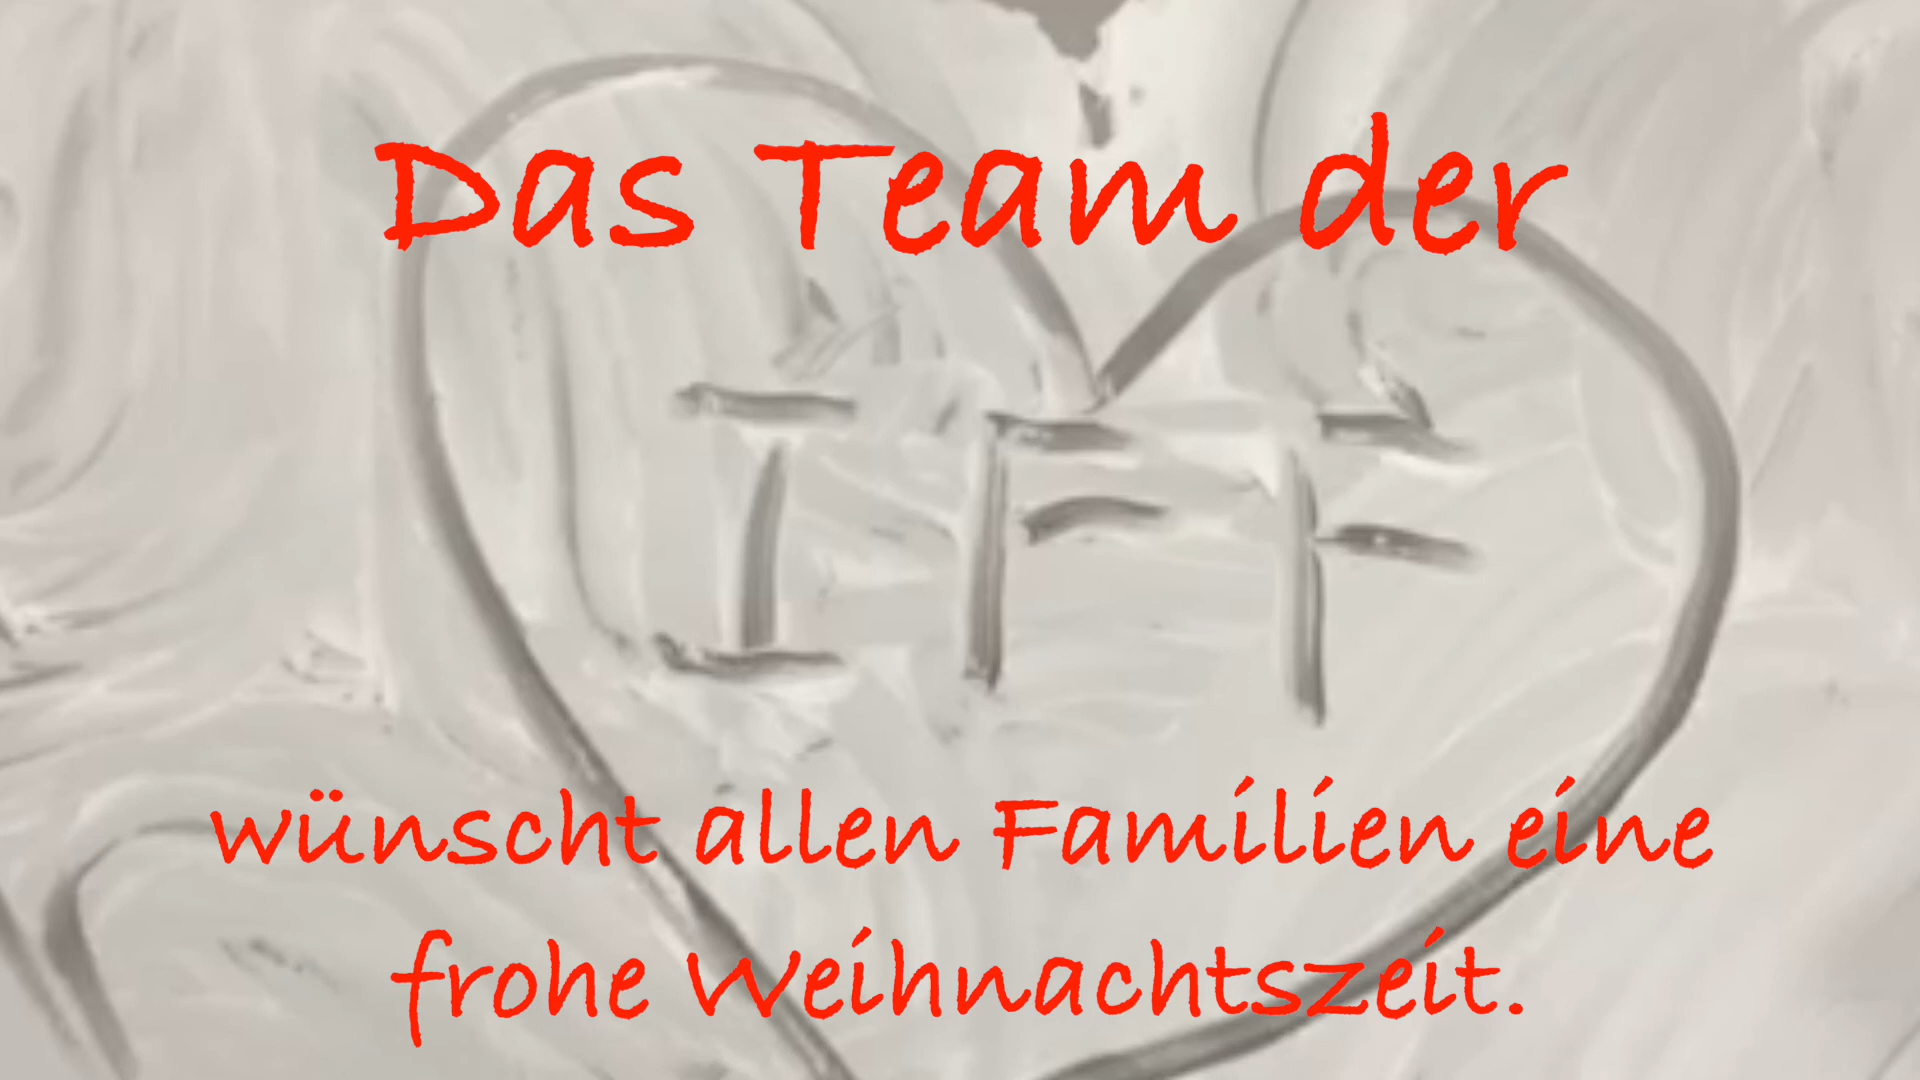 Das Team der
IFF
wünscht allen Familien eine
frohe Weihnachtszeit.